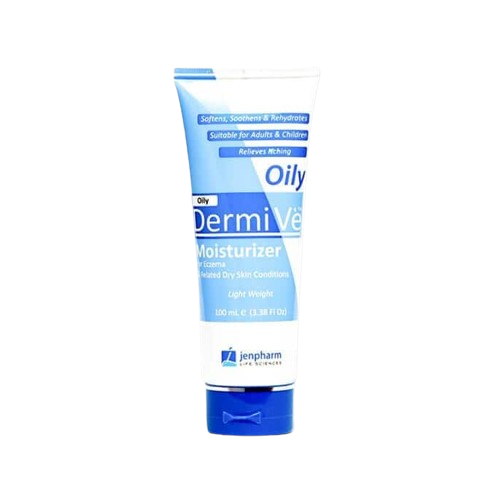 Softens, Soothens & Rehydrates
Suitable for Adults & Children
Relieves Itching
Oily
Oily
Dermi Vè
Moisturizer
for Eczema
& Related Dry Skin Conditions
Light Weight
100 mL e (3.38 Fl Oz)
jenpharm
LIFE SCIENCES